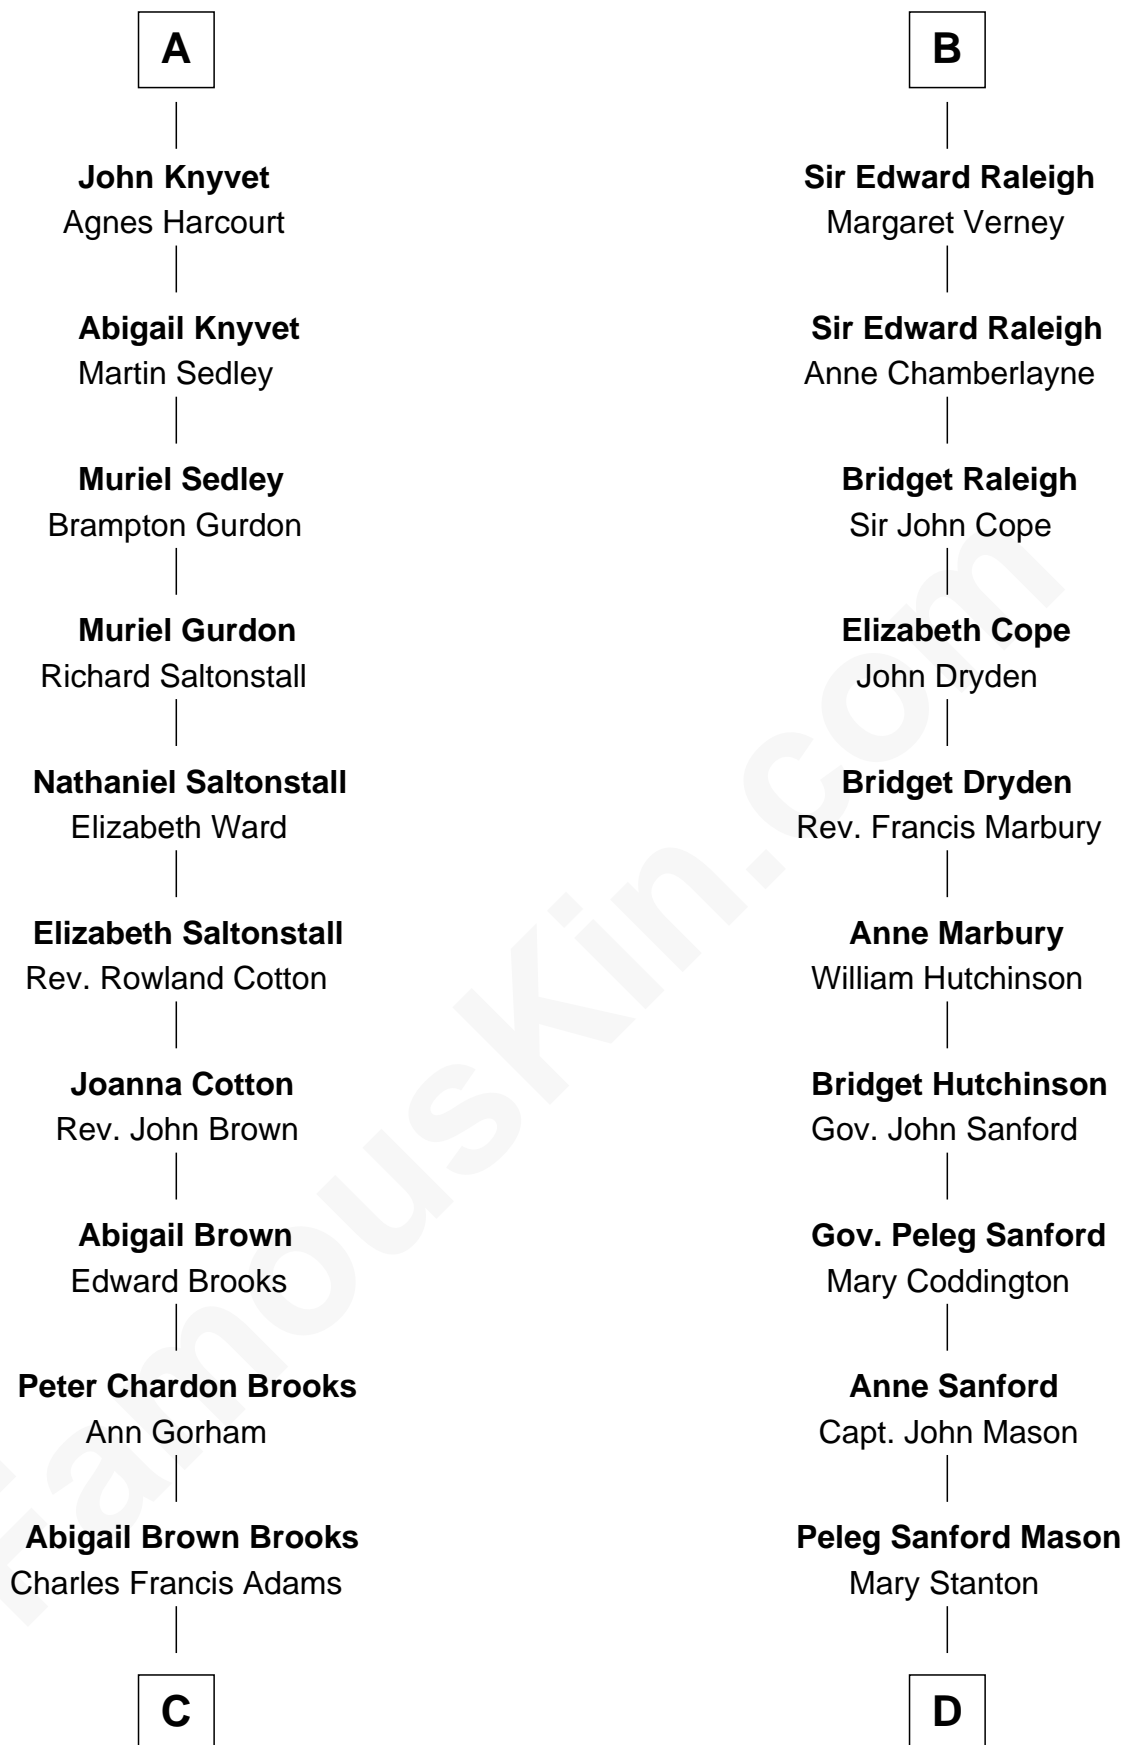 A
John Knyvet
Agnes Harcourt
Abigail Knyvet
Martin Sedley
Muriel Sedley
Brampton Gurdon
Muriel Gurdon
Richard Saltonstall
Nathaniel Saltonstall
Elizabeth Ward
Elizabeth Saltonstall
Rev. Rowland Cotton
Joanna Cotton
Rev. John Brown
Abigail Brown
Edward Brooks
Peter Chardon Brooks
Ann Gorham
Abigail Brown Brooks
Charles Francis Adams
C
B
Sir Edward Raleigh
Margaret Verney
Sir Edward Raleigh
Anne Chamberlayne
Bridget Raleigh
Sir John Cope
Elizabeth Cope
John Dryden
Bridget Dryden
Rev. Francis Marbury
Anne Marbury
William Hutchinson
Bridget Hutchinson
Gov. John Sanford
Gov. Peleg Sanford
Mary Coddington
Anne Sanford
Capt. John Mason
Peleg Sanford Mason
Mary Stanton
D
FamousKin.com